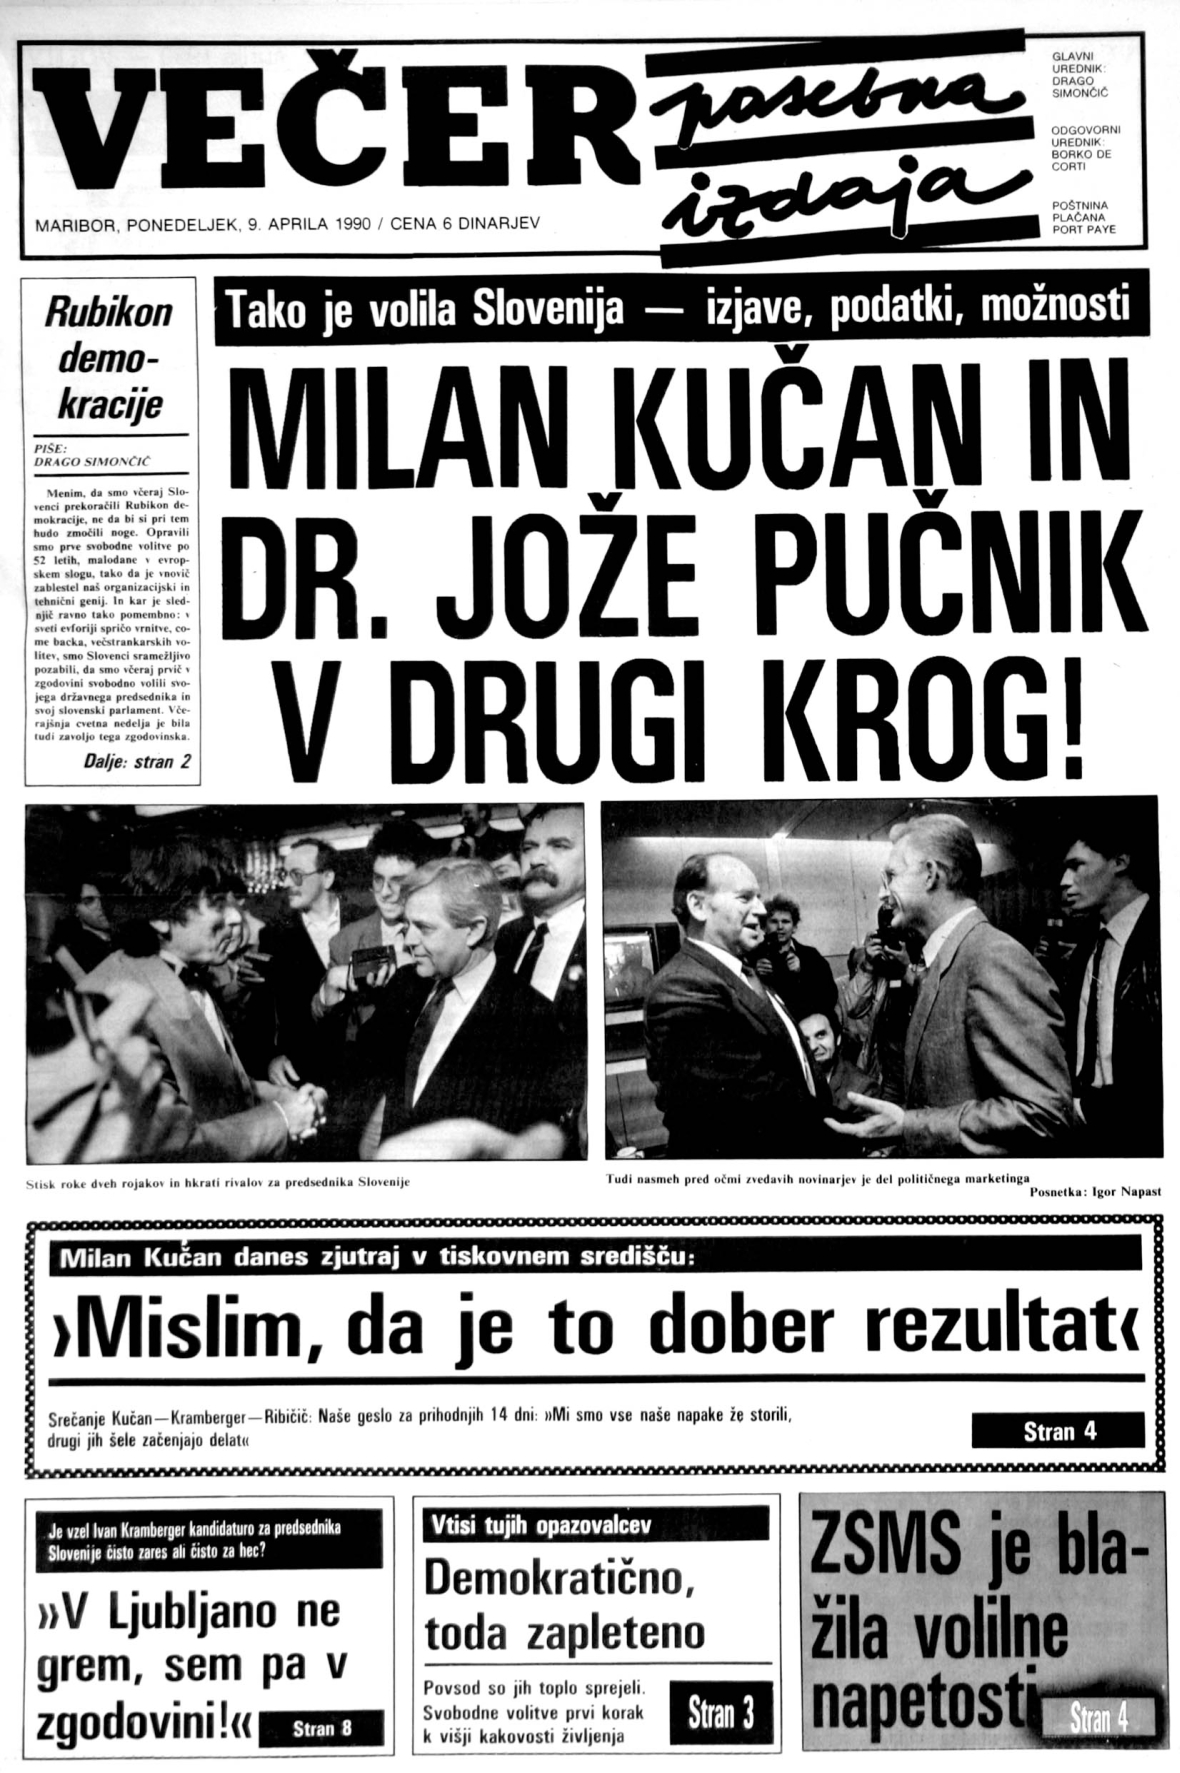 VEČER
posebna
izdaja
MARIBOR, PONEDELJEK, 9. APRILA 1990 / CENA 6 DINARJEV
GLAVNI
UREDNIK:
DRAGO
SIMONČIČ
ODGOVORNI
UREDNIK:
BORKO DE
CORTI
POŠTNINA
PLAČANA
PORT PAYE
Rubikon
demo-
kracije
PIŠE:
DRAGO SIMONČIČ
Menim, da smo včeraj Slo-
venci prekoračili Rubikon de-
mokracije, ne da bi si pri tem
hudo zmočili noge. Opravili
smo prve svobodne volitve po
52 letih, malodane v evrop-
skem slogu, tako da je vnovič
zablestel naš organizacijski in
tehnični genij. In kar je sled-
njič ravno tako pomembno: v
sveti evforiji spričo vrnitve, co-
me backa, večstrankarskih vo-
litev, smo Slovenci sramežljivo
pozabili, da smo včeraj prvič v
zgodovini svobodno volili svo-
jega državnega predsednika in
svoj slovenski parlament. Vče-
rajšnja cvetna nedelja je bila
tudi zavoljo tega zgodovinska.
Dalje: stran 2
Tako je volila Slovenija — izjave, podatki, možnosti
MILAN KUČAN IN
DR. JOŽE PUČNIK
V DRUGI KROG!
Stisk roke dveh rojakov in hkrati rivalov za predsednika Slovenije
Tudi nasmeh pred očmi zvedavih novinarjev je del političnega marketinga
Posnetka: Igor Napast
Milan Kučan danes zjutraj v tiskovnem središču:
›Mislim, da je to dober rezultat‹
Srečanje Kučan—Kramberger—Ribičič: Naše geslo za prihodnjih 14 dni: »Mi smo vse naše napake že storili,
drugi jih šele začenjajo delat«
Stran 4
Je vzel Ivan Kramberger kandidaturo za predsednika
Slovenije čisto zares ali čisto za hec?
»V Ljubljano ne
grem, sem pa v
zgodovini!«
Stran 8
Vtisi tujih opazovalcev
Demokratično,
toda zapleteno
Povsod so jih toplo sprejeli.
Svobodne volitve prvi korak
k višji kakovosti življenja
Stran 3
ZSMS je bla-
žila volilne
napetosti
Stran 4